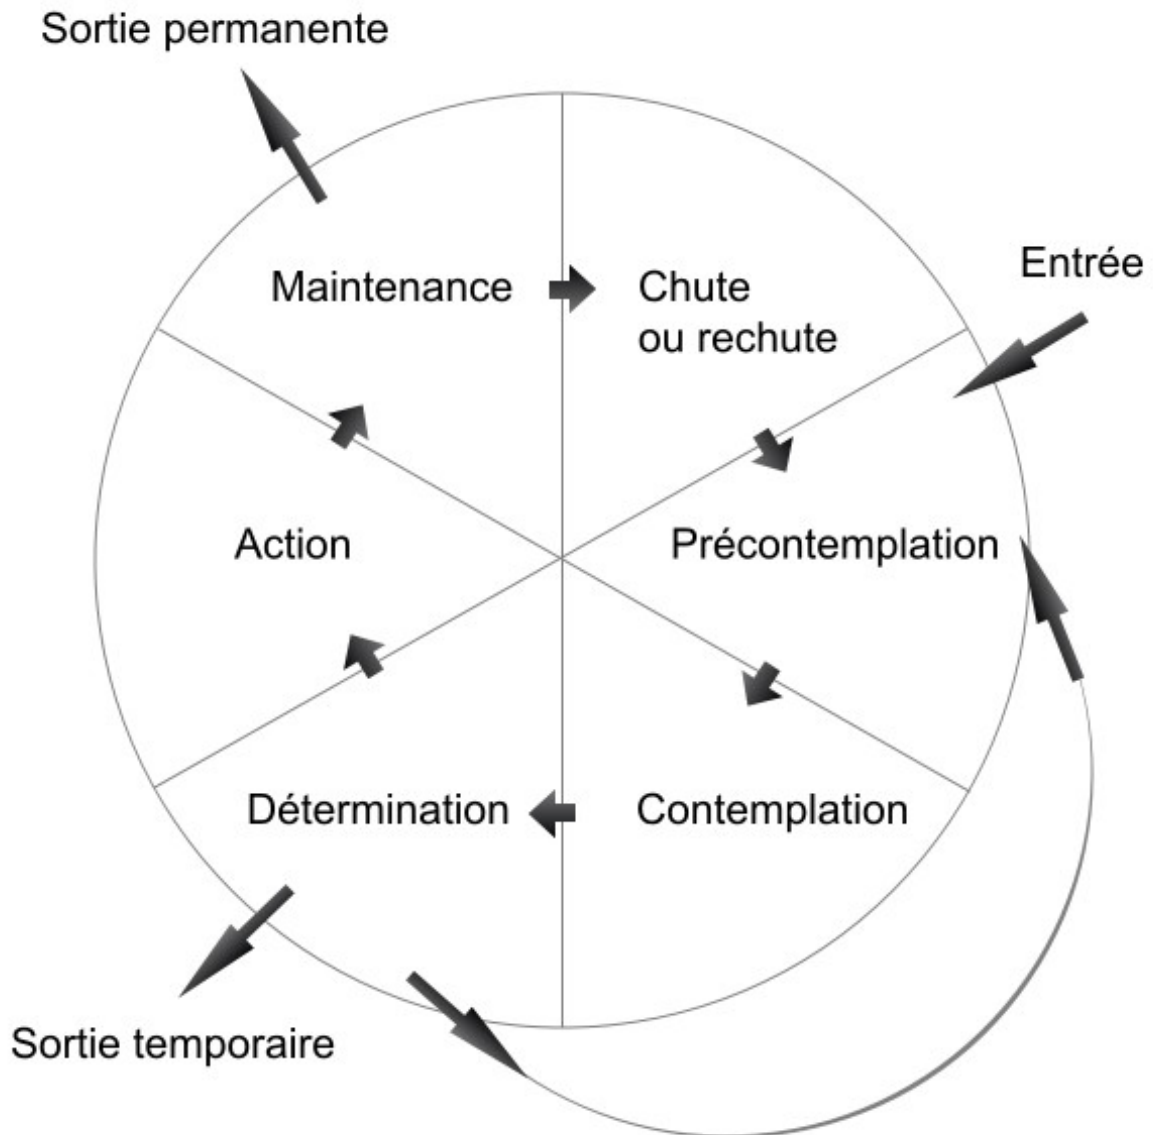 Sortie permanente
Entrée
Maintenance
Chute
ou rechute
Action
Précontemplation
Détermination
Contemplation
Sortie temporaire